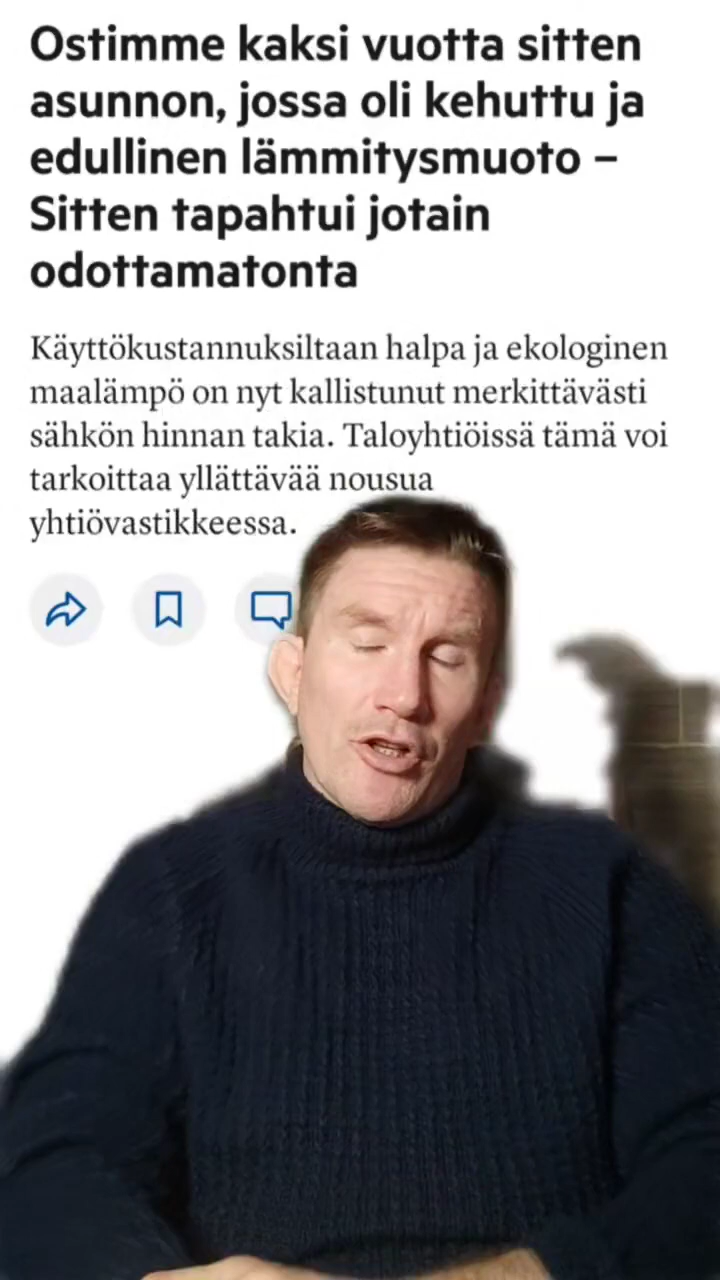 Ostimme kaksi vuotta sitten
asunnon, jossa oli kehuttu ja
edullinen lämmitysmuoto –
Sitten tapahtui jotain
odottamatonta
Käyttökustannuksiltaan halpa ja ekologinen
maalämpö on nyt kallistunut merkittävästi
sähkön hinnan takia. Taloyhtiöissä tämä voi
tarkoittaa yllättävää nousua
yhtiövastikkeessa.